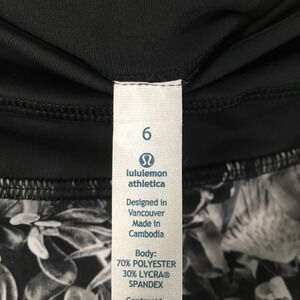 6
lululemon
athletica
Designed in
Vancouver
Made in
Cambodia
Body:
70% POLYESTER
30% LYCRA®
SPANDEX